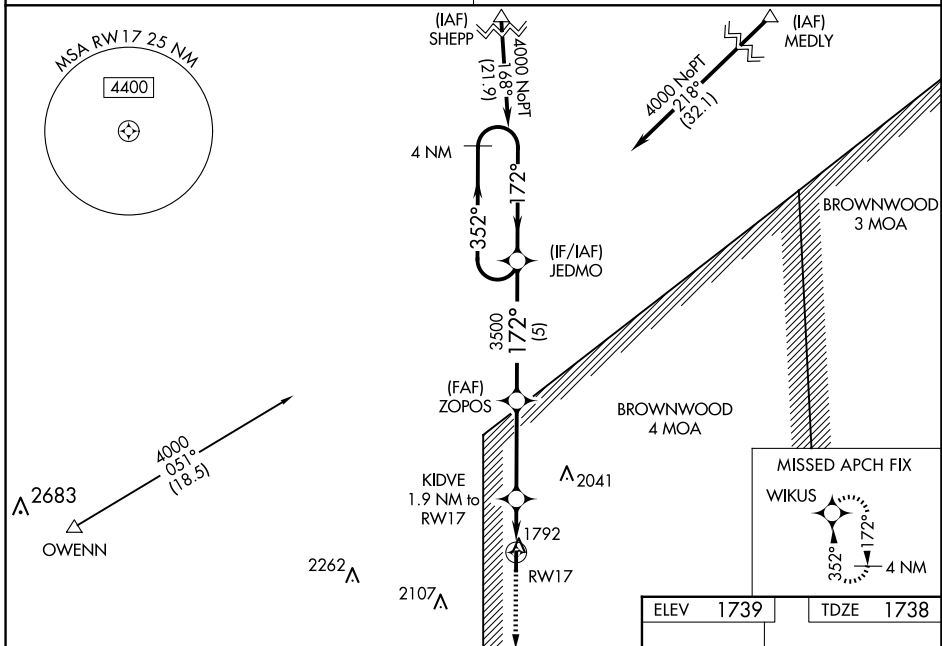 MSA RW17 25 NM
4400
(IAF)
SHEPP
4000 NoPT
168°
(21.9)
(IAF)
MEDLY
4000 NoPT
218°
(32.1)
4 NM
172°
352°
(IF/IAF)
JEDMO
BROWNWOOD
3 MOA
3500
172°
(5)
(FAF)
ZOPOS
BROWNWOOD
4 MOA
4000
051°
(18.5)
2683
OWENN
KIDVE
1.9 NM to
RW17
2041
1792
RW17
2262
2107
MISSED APCH FIX
WIKUS
352°
172°
4 NM
ELEV 1739
TDZE 1738